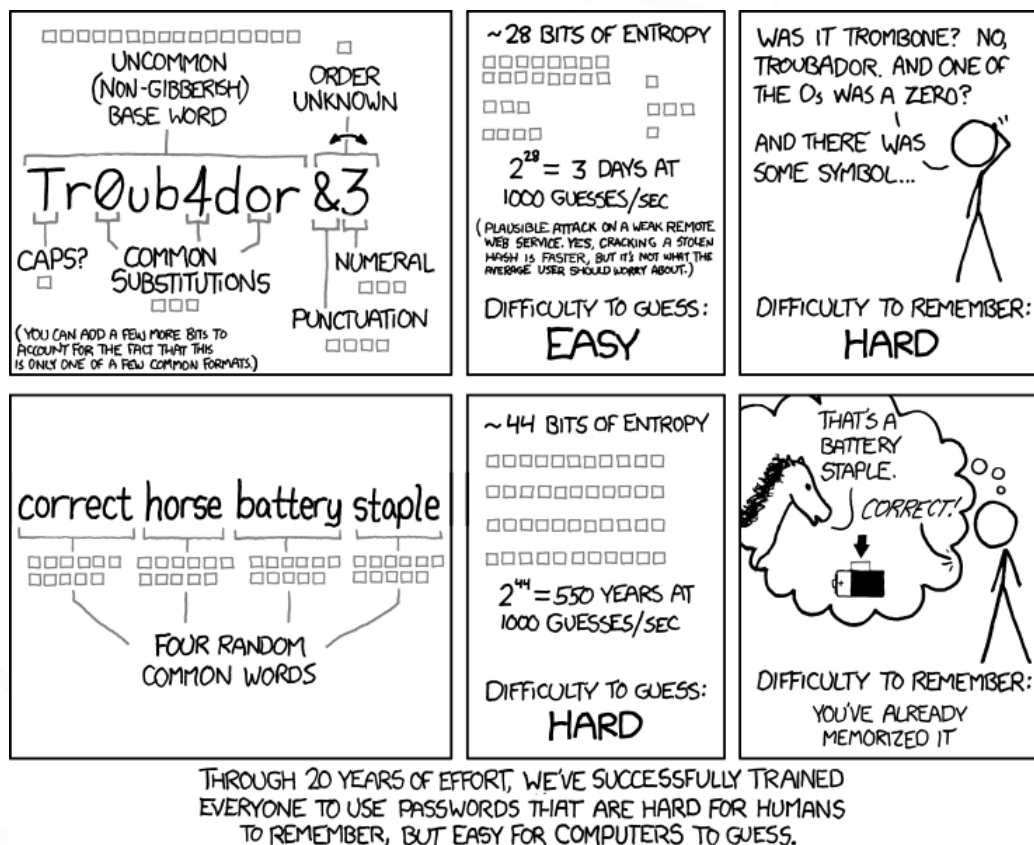 UNCOMMON
(NON-GIBBERISH)
BASE WORD
ORDER
UNKNOWN
Tr0ub4dor &3
CAPS?
COMMON
SUBSTITUTIONS
NUMERAL
PUNCTUATION
(YOU CAN ADD A FEW MORE BITS TO
ACCOUNT FOR THE FACT THAT THIS
IS ONLY ONE OF A FEW COMMON FORMATS.)
~28 BITS OF ENTROPY
2^28 = 3 DAYS AT
1000 GUESSES/SEC
(PLAUSIBLE ATTACK ON A WEAK REMOTE
WEB SERVICE. YES, CRACKING A STOLEN
HASH IS FASTER, BUT IT'S NOT WHAT THE
AVERAGE USER SHOULD WORRY ABOUT.)
DIFFICULTY TO GUESS:
EASY
WAS IT TROMBONE? NO,
TROUBADOR. AND ONE OF
THE Os WAS A ZERO?
AND THERE WAS
SOME SYMBOL...
DIFFICULTY TO REMEMBER:
HARD
correct horse battery staple
FOUR RANDOM
COMMON WORDS
~44 BITS OF ENTROPY
2^44 = 550 YEARS AT
1000 GUESSES/SEC
DIFFICULTY TO GUESS:
HARD
THAT'S A
BATTERY
STAPLE.
CORRECT!
+
DIFFICULTY TO REMEMBER:
YOU'VE ALREADY
MEMORIZED IT
THROUGH 20 YEARS OF EFFORT, WE'VE SUCCESSFULLY TRAINED
EVERYONE TO USE PASSWORDS THAT ARE HARD FOR HUMANS
TO REMEMBER, BUT EASY FOR COMPUTERS TO GUESS.